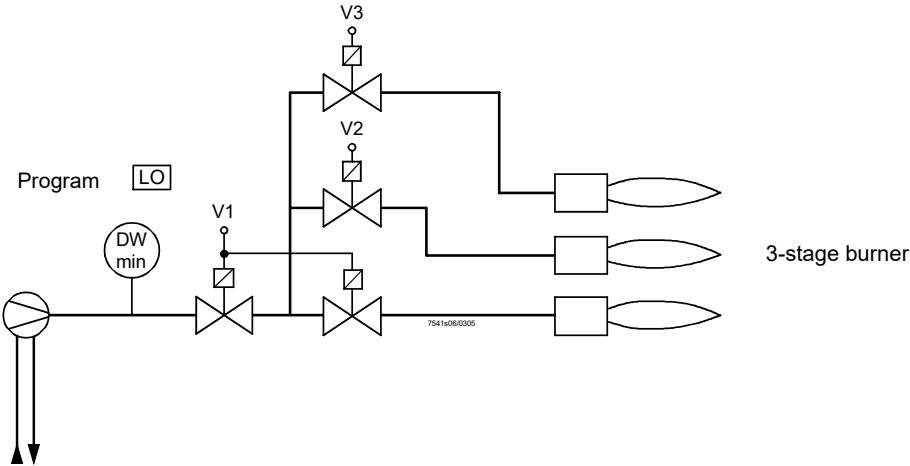 V3
V2
Program LO
V1
DW
min
3-stage burner
7541s06/0305